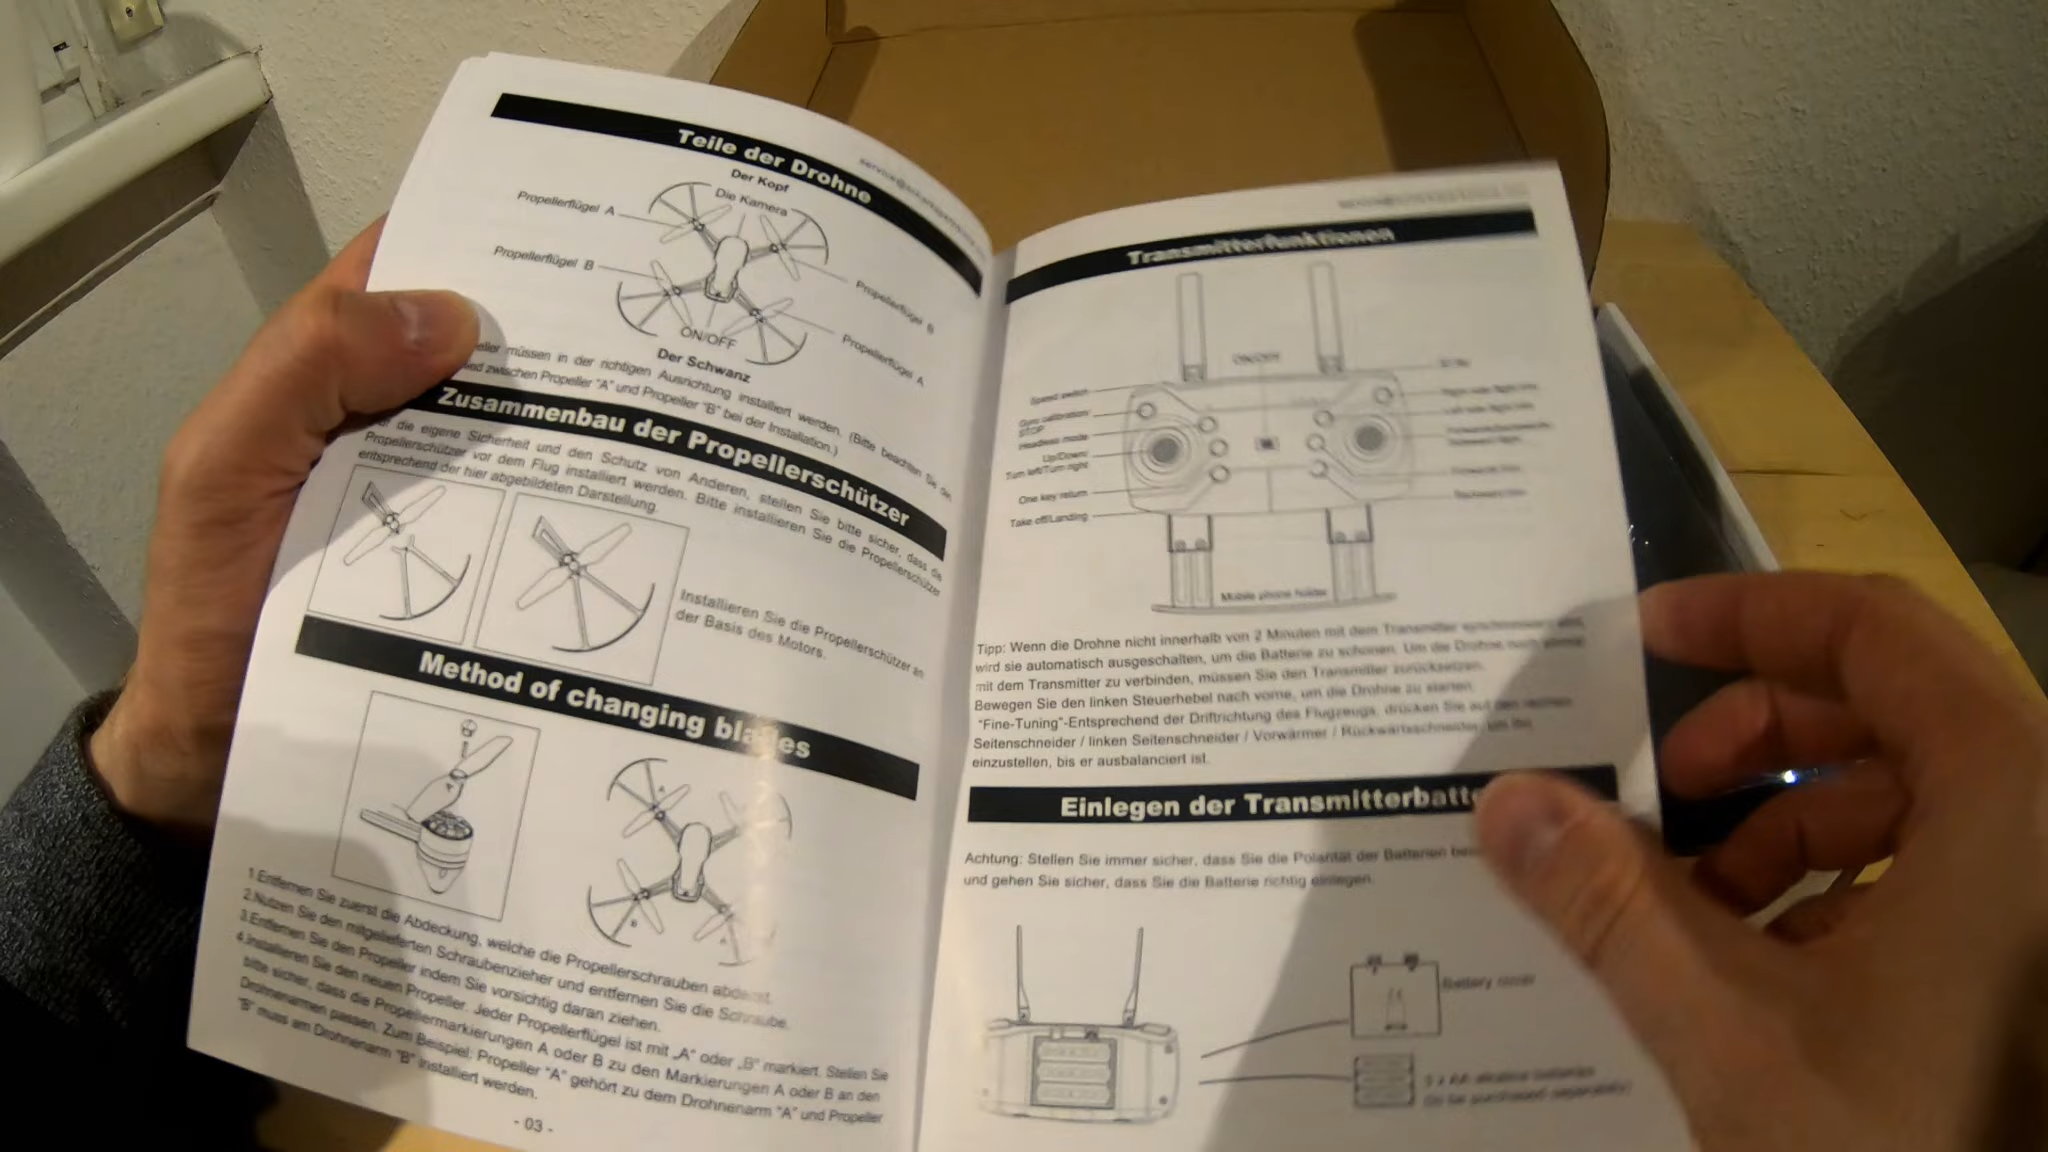 Teile der Drohne
Der Kopf
Die Kamera
Propellerflügel A
Propellerflügel B
Propellerflügel B
Propellerflügel A
ON/OFF
Der Schwanz
müssen in der richtigen Ausrichtung installiert werden. (Bitte beachten Sie den
zwischen Propeller "A" und Propeller "B" bei der Installation.)
Zusammenbau der Propellerschützer
die eigene Sicherheit und den Schutz von Anderen, stellen Sie bitte sicher, dass die
Propellerschützer vor dem Flug installiert werden. Bitte installieren Sie die Propellerschützer
entsprechend der hier abgebildeten Darstellung.
Installieren Sie die Propellerschützer an
der Basis des Motors.
Method of changing
A
B
A
1.Entfernen Sie zuerst die Abdeckung, welche die Propellerschrauben
2.Nutzen Sie den mitgelieferten Schraubenzieher und entfernen Sie die Schraube.
3.Entfernen Sie den Propeller indem Sie vorsichtig daran ziehen.
4.Installieren Sie den neuen Propeller. Jeder Propellerflügel ist mit „A" oder „B" markiert. Stellen Sie
bitte sicher, dass die Propellermarkierungen A oder B zu den Markierungen A oder B an den
Drohnenarmen passen. Zum Beispiel: Propeller "A" gehört zu dem Drohnenarm "A" und Propeller
"B" muss am Drohnenarm "B" installiert werden.
- 03 -
Transmitterfunktionen
ON/OFF
Speed switch
Gyro calibration/
STOP
Headless mode
Up/Down/
Turn left/Turn right
One key return
Take off/Landing
Mobile phone holder
Tipp: Wenn die Drohne nicht innerhalb von 2 Minuten mit dem Transmitter
wird sie automatisch ausgeschalten, um die Batterie zu schonen. Um die Drohne
mit dem Transmitter zu verbinden, müssen Sie den Transmitter zurücksetzen.
Bewegen Sie den linken Steuerhebel nach vorne, um die Drohne zu starten.
"Fine-Tuning"-Entsprechend der Driftrichtung des Flugzeugs, drücken Sie auf den rechten
Seitenschneider / linken Seitenschneider / Vorwärmer / Rückwärtsschneider, um ihn
einzustellen, bis er ausbalanciert ist.
Einlegen der
Achtung: Stellen Sie immer sicher, dass Sie die Polarität der Batterien
und gehen Sie sicher, dass Sie die Batterie richtig einlegen.
Battery cover
3 x AA alkaline batteries
(to be purchased separately)